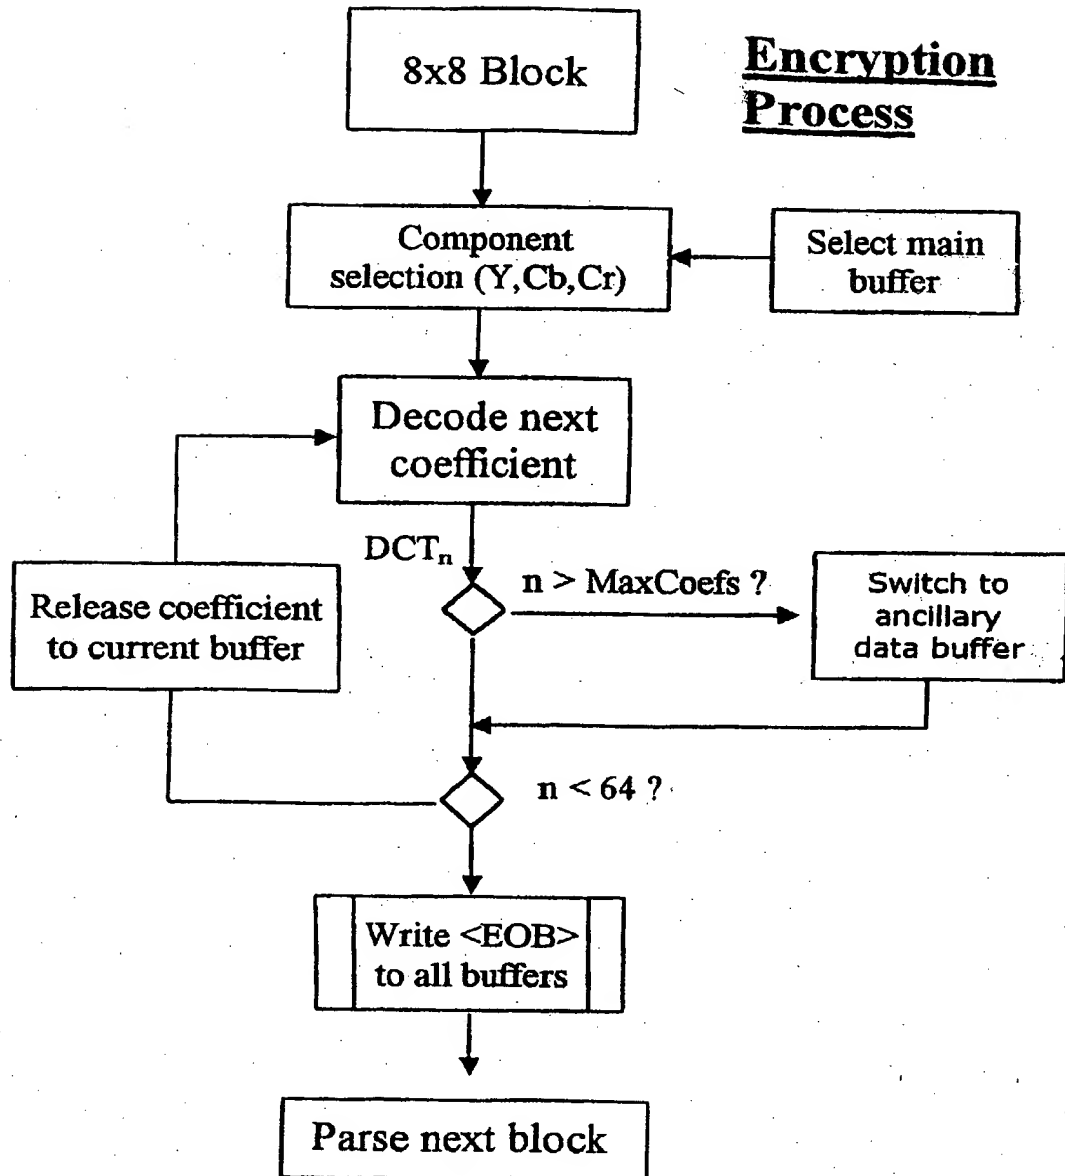 8x8 Block
Encryption
Process
Component
selection (Y,Cb,Cr)
Select main
buffer
Decode next
coefficient
DCTn
n > MaxCoefs ?
Release coefficient
to current buffer
Switch to
ancillary
data buffer
n < 64 ?
Write <EOB>
to all buffers
Parse next block